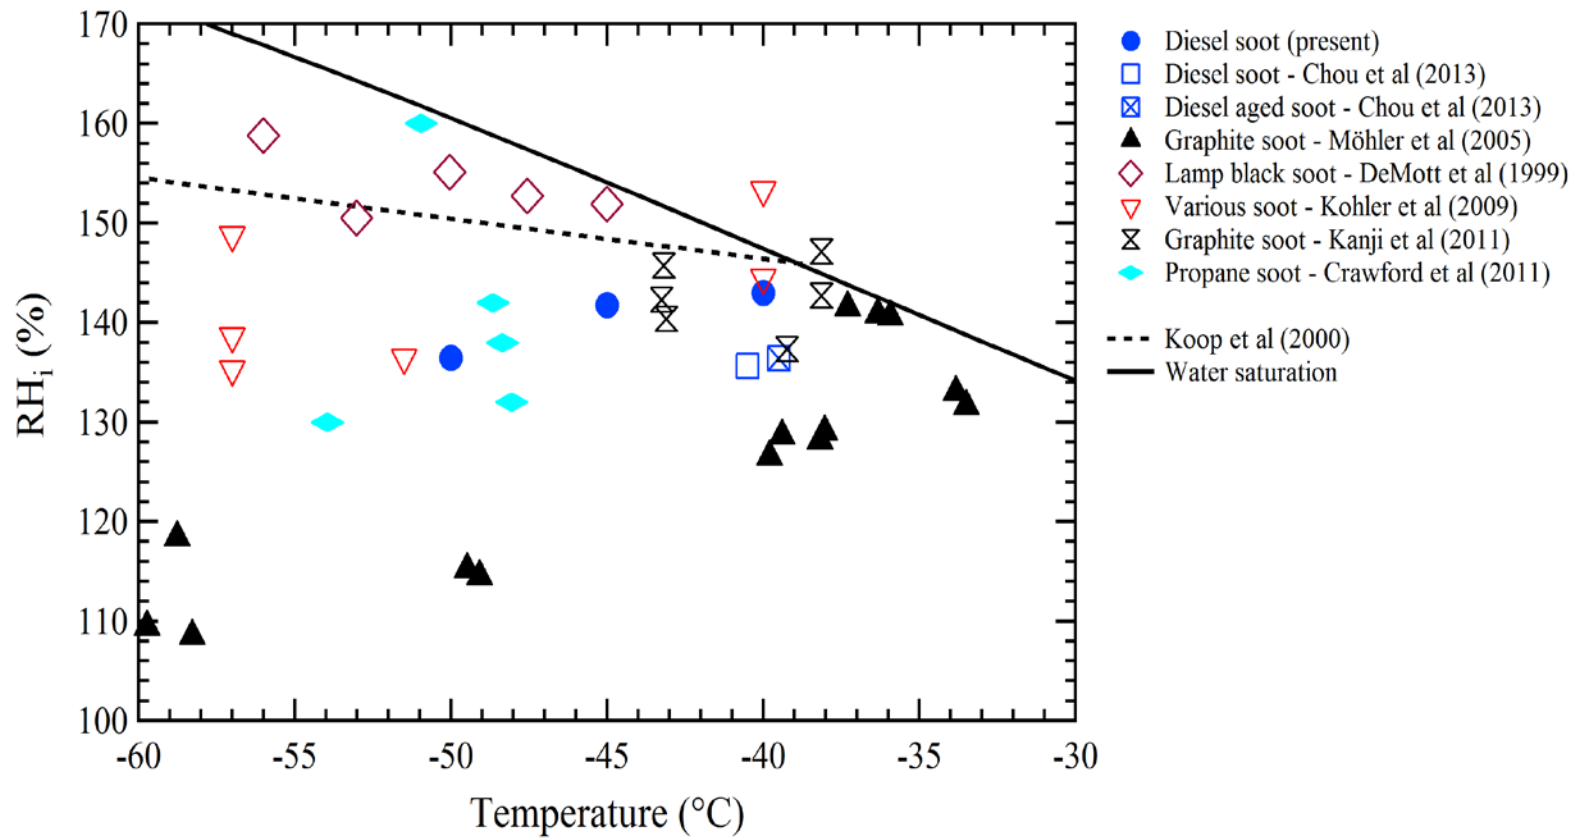 170
160
150
140
130
120
110
100
RHi (%)
-60
-55
-50
-45
-40
-35
-30
Temperature (°C)
Diesel soot (present)
Diesel soot - Chou et al (2013)
Diesel aged soot - Chou et al (2013)
Graphite soot - Möhler et al (2005)
Lamp black soot - DeMott et al (1999)
Various soot - Kohler et al (2009)
Graphite soot - Kanji et al (2011)
Propane soot - Crawford et al (2011)
Koop et al (2000)
Water saturation